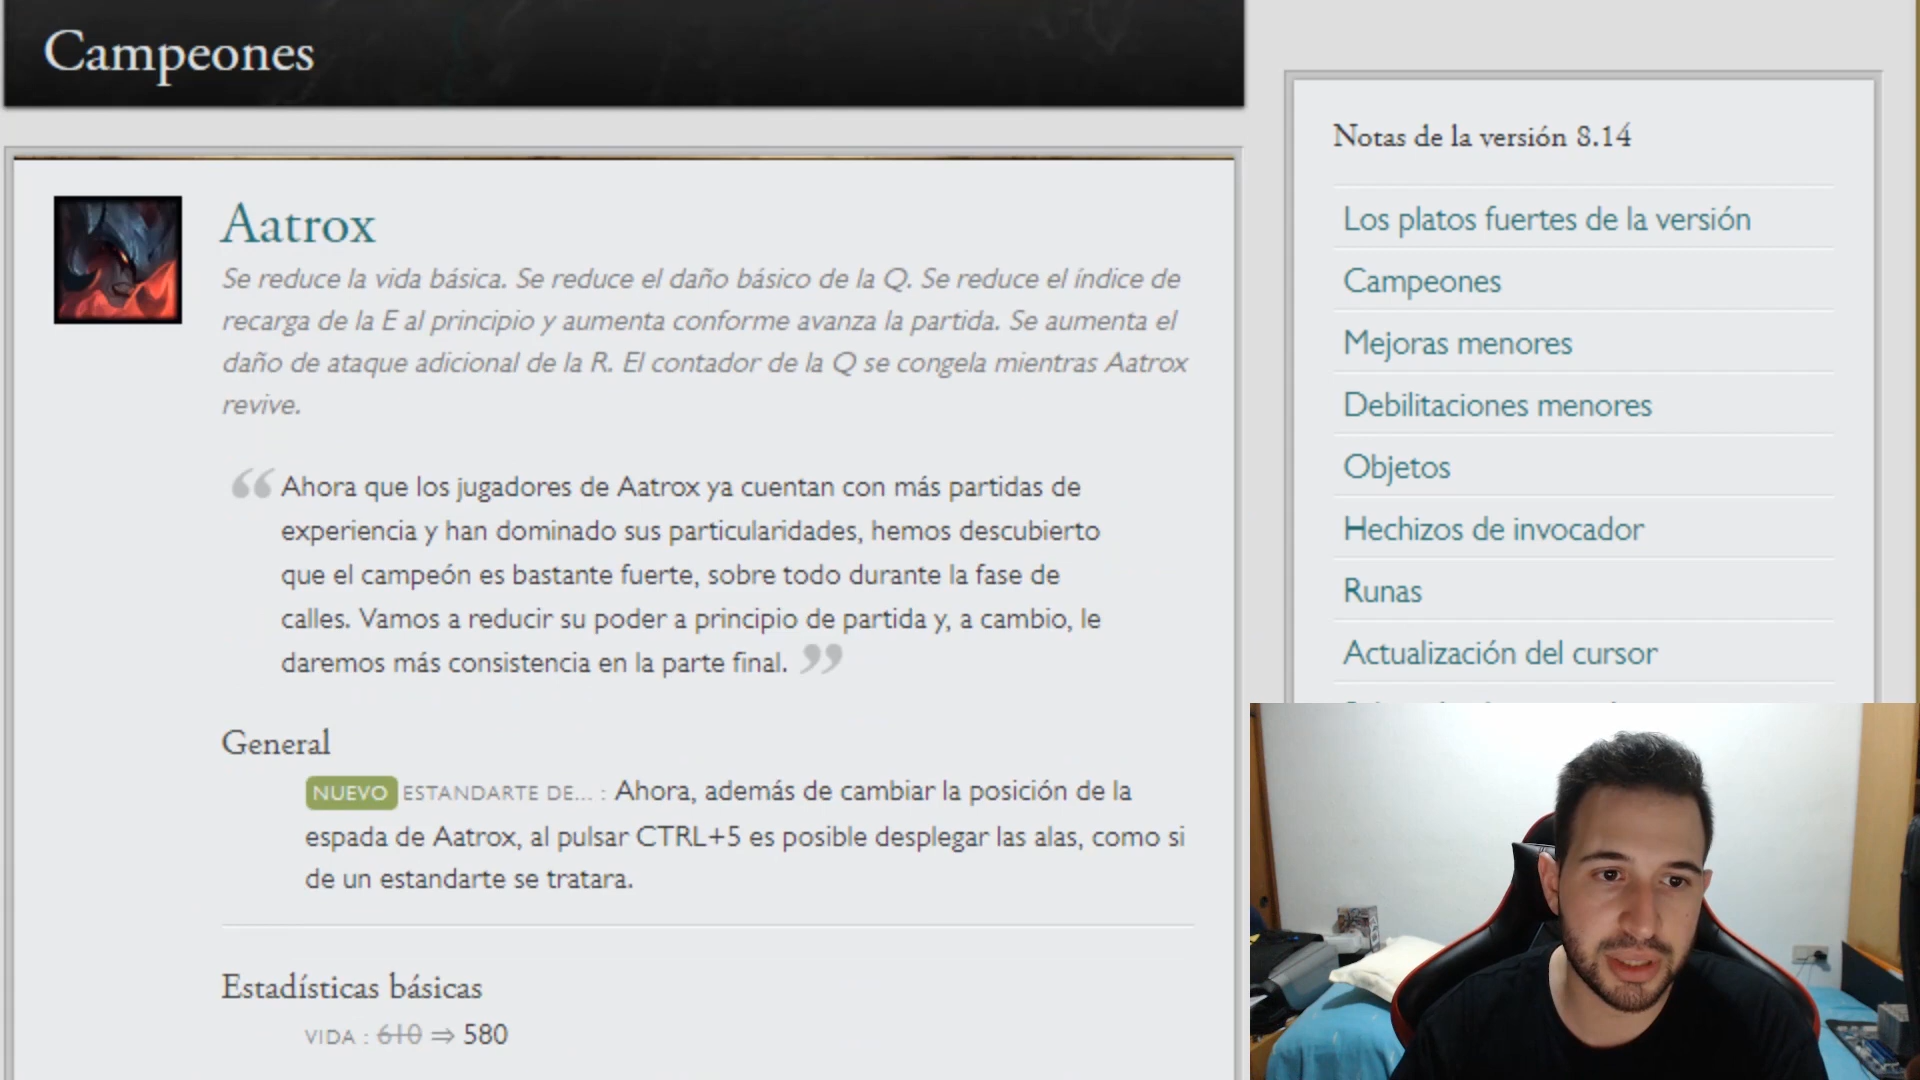 Campeones
Aatrox
Se reduce la vida básica. Se reduce el daño básico de la Q. Se reduce el índice de
recarga de la E al principio y aumenta conforme avanza la partida. Se aumenta el
daño de ataque adicional de la R. El contador de la Q se congela mientras Aatrox
revive.
“ Ahora que los jugadores de Aatrox ya cuentan con más partidas de
experiencia y han dominado sus particularidades, hemos descubierto
que el campeón es bastante fuerte, sobre todo durante la fase de
calles. Vamos a reducir su poder a principio de partida y, a cambio, le
daremos más consistencia en la parte final. ”
General
NUEVO ESTANDARTE DE... : Ahora, además de cambiar la posición de la
espada de Aatrox, al pulsar CTRL+5 es posible desplegar las alas, como si
de un estandarte se tratara.
Estadísticas básicas
VIDA : 610 ⇒ 580
Notas de la versión 8.14
Los platos fuertes de la versión
Campeones
Mejoras menores
Debilitaciones menores
Objetos
Hechizos de invocador
Runas
Actualización del cursor